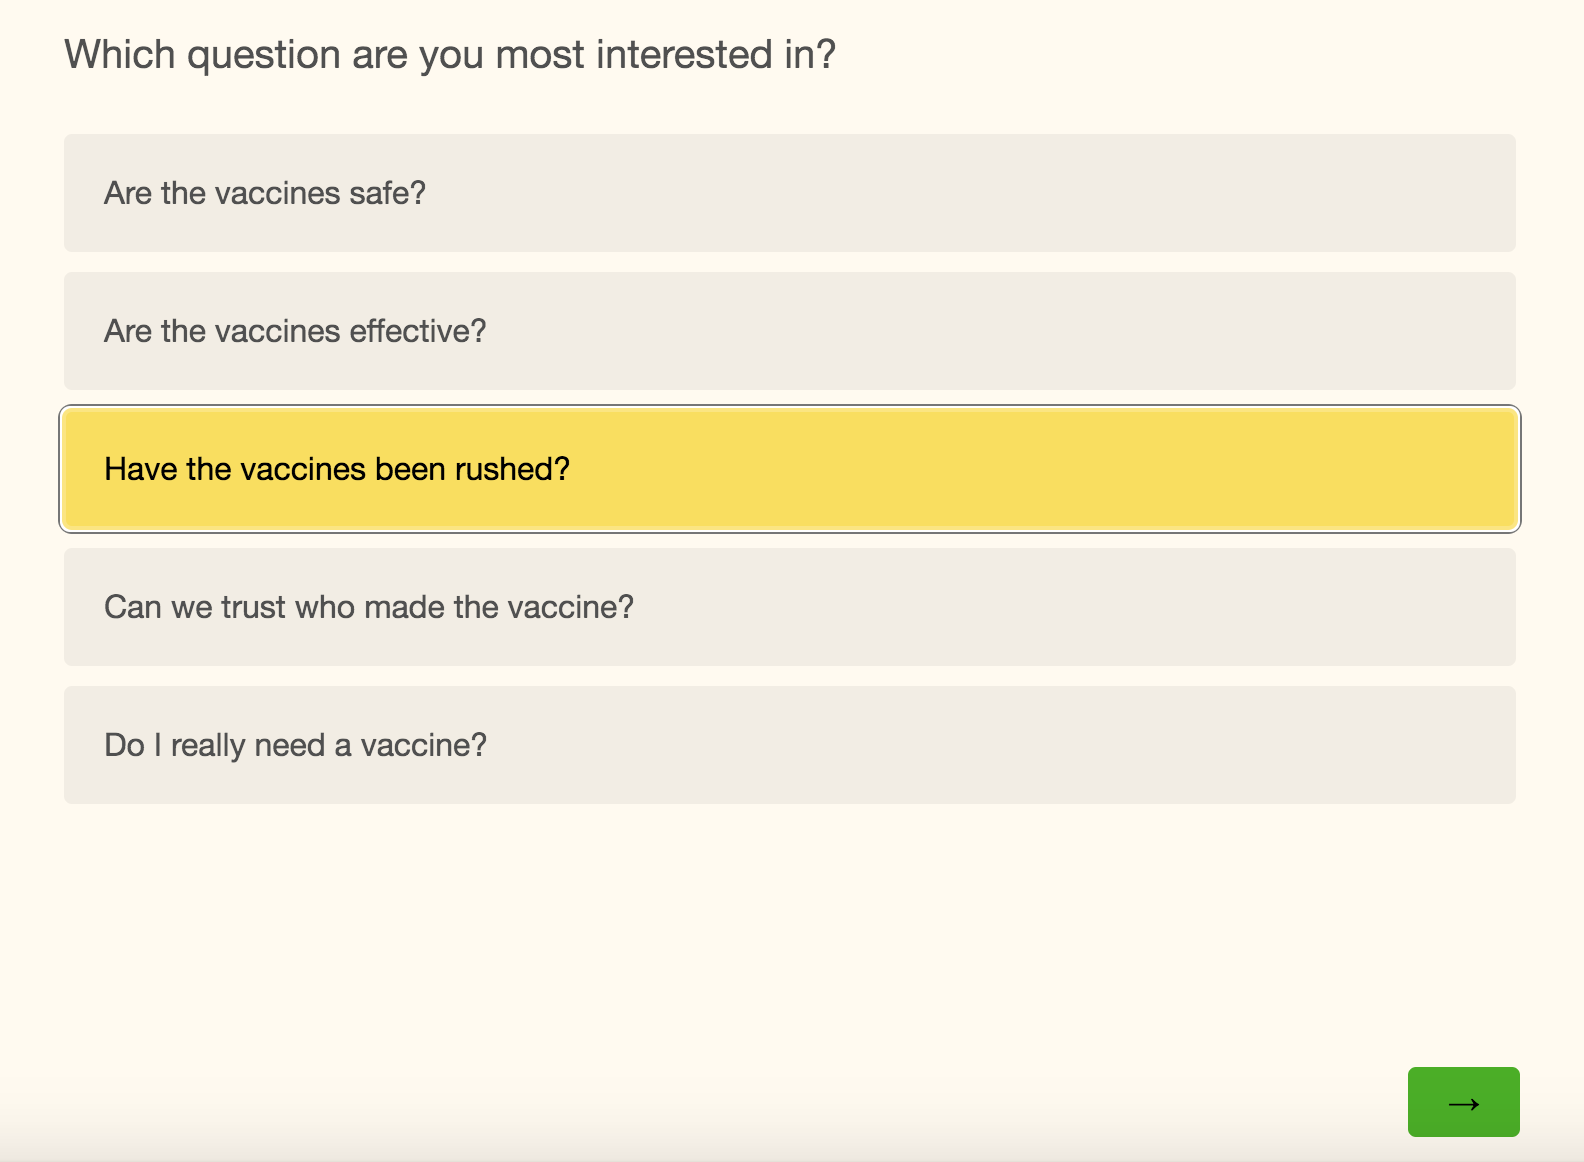 Which question are you most interested in?
Are the vaccines safe?
Are the vaccines effective?
Have the vaccines been rushed?
Can we trust who made the vaccine?
Do I really need a vaccine?
→